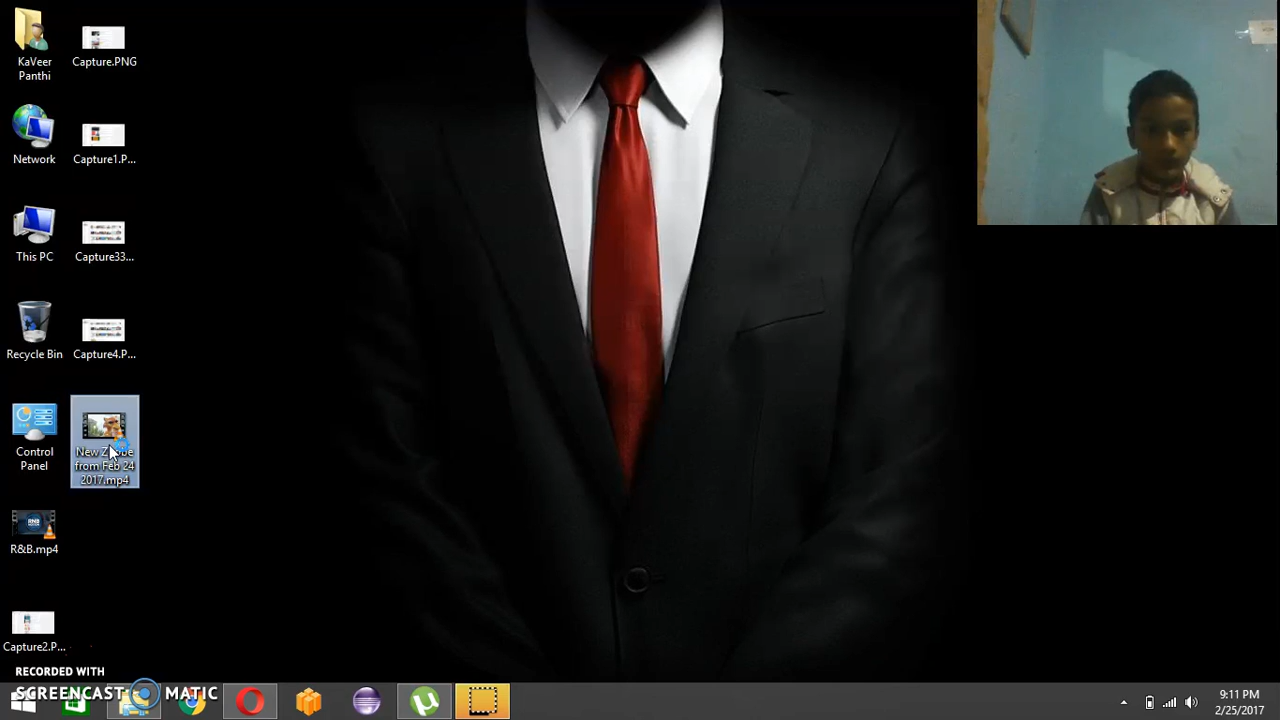 KaVeer
Panthi
Capture.PNG
Network
Capture1.P...
This PC
Capture33...
Recycle Bin
Capture4.P...
Control
Panel
from Feb 24
2017.mp4
R&B.mp4
Capture2.P...
RECORDED WITH
SCREENCAST MATIC
9:11 PM
2/25/2017